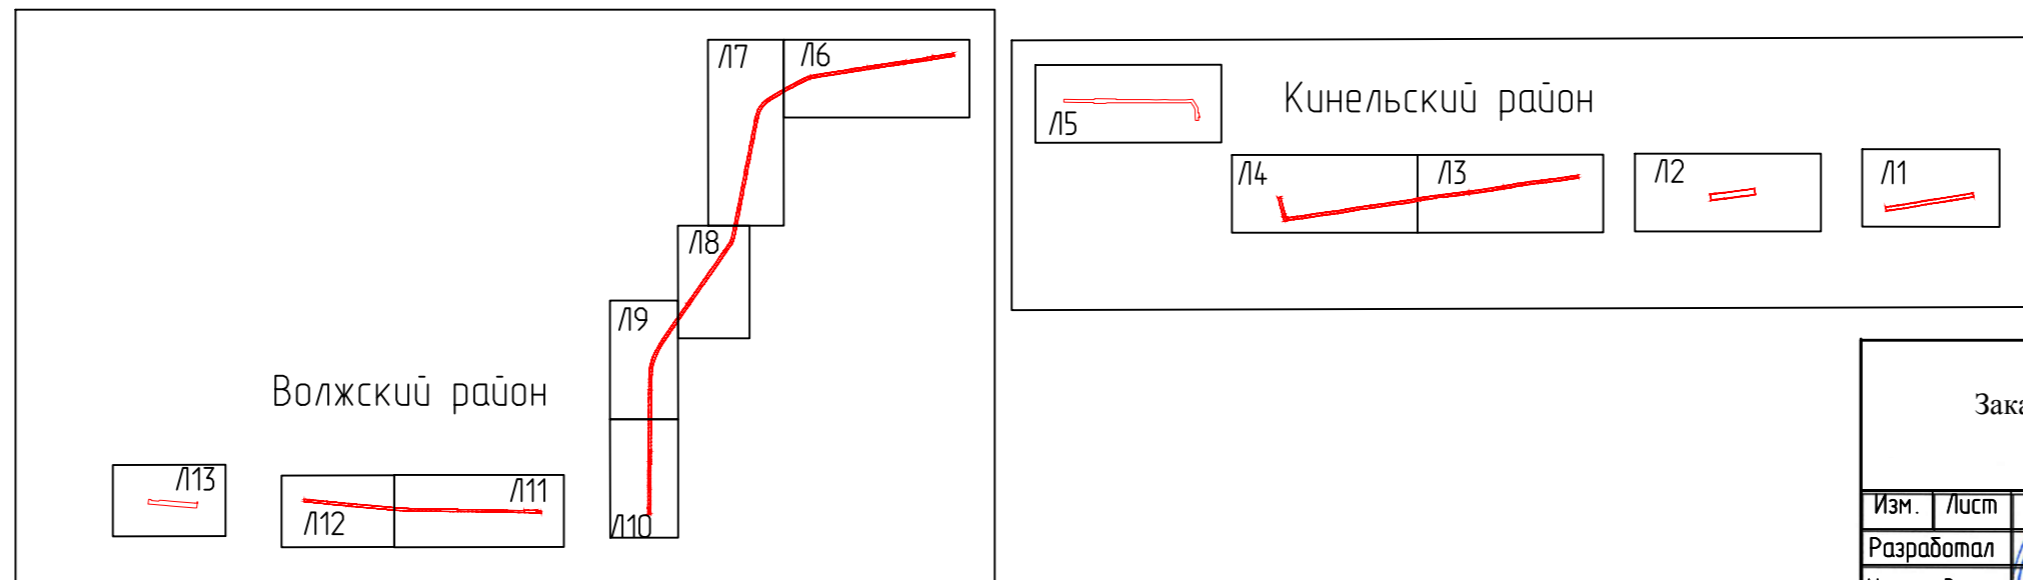 Л7
Л6
Л8
Л9
Волжский район
Л13
Л12
Л11
Л10
Кинельский район
Л5
Л4
Л3
Л2
Л1
Изм. Лист
Разработал